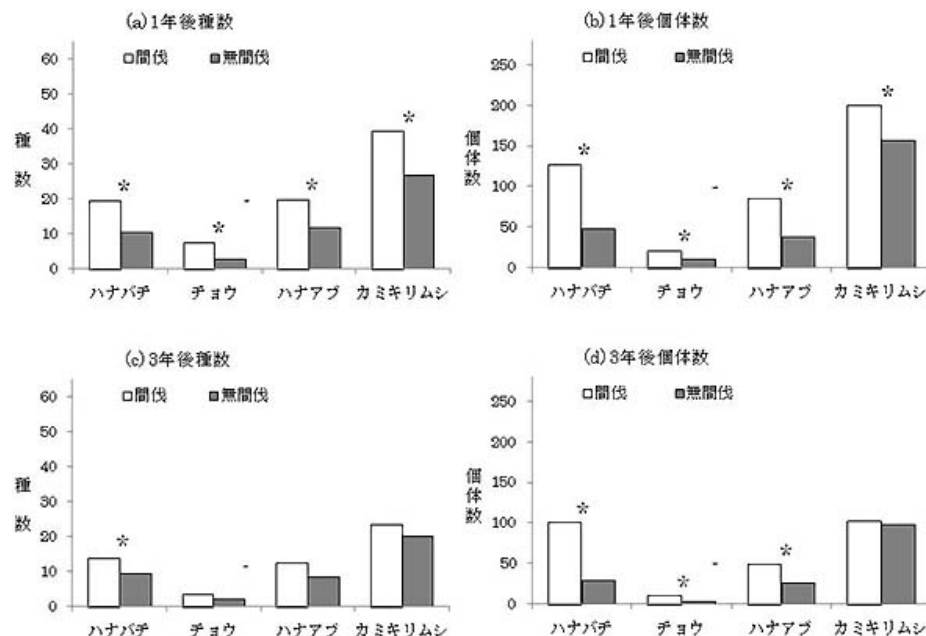 (a)1年後種数
□間伐 ■無間伐
60
50
40
30
20
10
0
種数
* * * *
ハナバチ チョウ ハナアブ カミキリムシ
(b)1年後個体数
□間伐 ■無間伐
250
200
150
100
50
0
個体数
* * * *
ハナバチ チョウ ハナアブ カミキリムシ
(c)3年後種数
□間伐 ■無間伐
60
50
40
30
20
10
0
種数
*
ハナバチ チョウ ハナアブ カミキリムシ
(d)3年後個体数
□間伐 ■無間伐
250
200
150
100
50
0
個体数
* * *
ハナバチ チョウ ハナアブ カミキリムシ